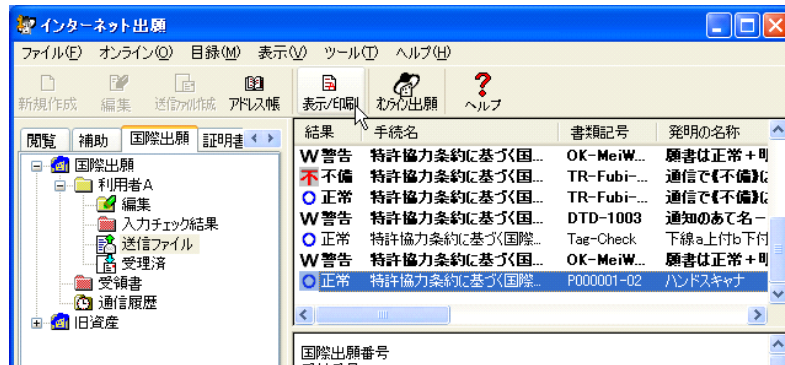 インターネット出願
ファイル(F) オンライン(O) 目録(M) 表示(V) ツール(T) ヘルプ(H)
新規作成 編集 送信ファイル作成 アドレス帳 表示/印刷 オンライン出願 ヘルプ
閲覧 補助 国際出願 証明書
国際出願
利用者A
編集
入力チェック結果
送信ファイル
受理済
受領書
通信履歴
旧資産
結果 手続名 書類記号 発明の名称
W 警告 特許協力条約に基づく国... OK-MeiW... 願書は正常+明
不 不備 特許協力条約に基づく国... TR-Fubi-... 通信で《不備》に
正常 特許協力条約に基づく国... TR-Fubi-... 通信で《不備》に
W 警告 特許協力条約に基づく国... DTD-1003 通知のあて名-
正常 特許協力条約に基づく国際... Tag-Check 下線a上付b下付
W 警告 特許協力条約に基づく国... OK-MeiW... 願書は正常+明
正常 特許協力条約に基づく国際... P000001-02 ハンドスキャナ
国際出願番号